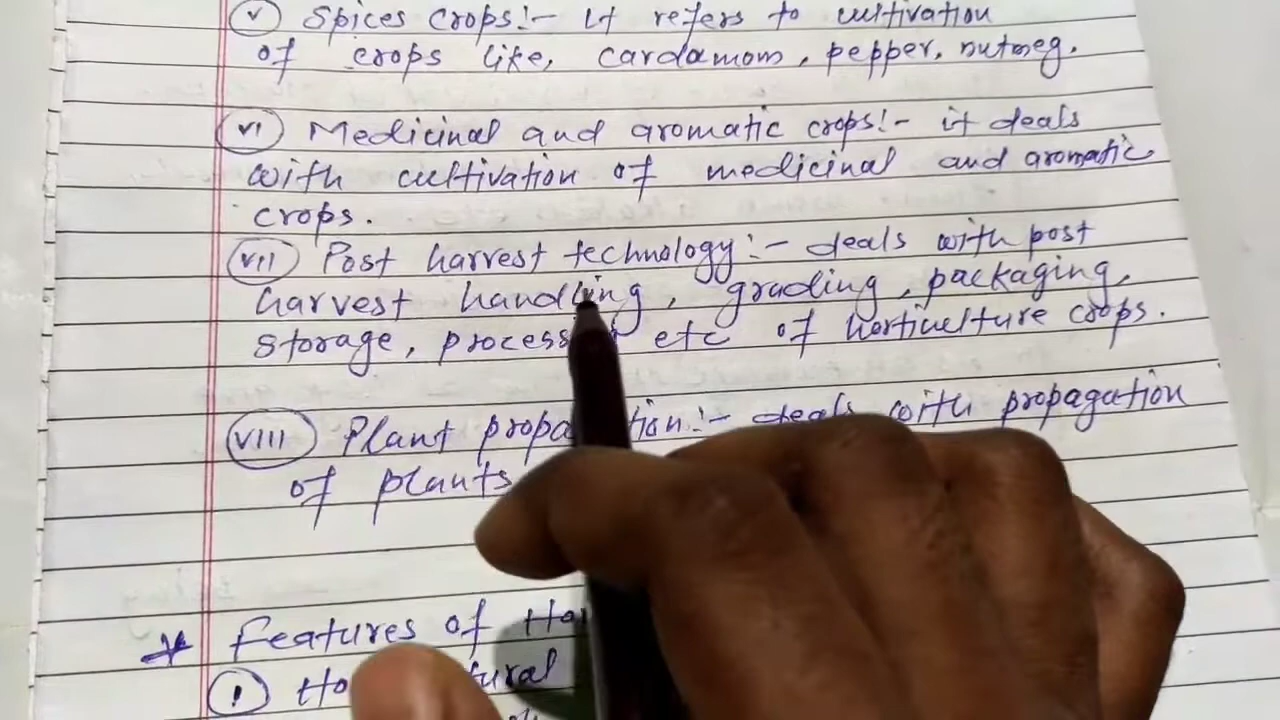 (v) Spices crops:- it refers to cultivation
of crops like, cardamom, pepper, nutmeg.
(vi) Medicinal and aromatic crops:- it deals
with cultivation of medicinal and aromatic
crops.
(vii) Post harvest technology:- deals with post
harvest handling, grading, packaging,
storage, etc of horticulture crops.
(viii) Plant deals with propagation
of plants
* Features of
(1)